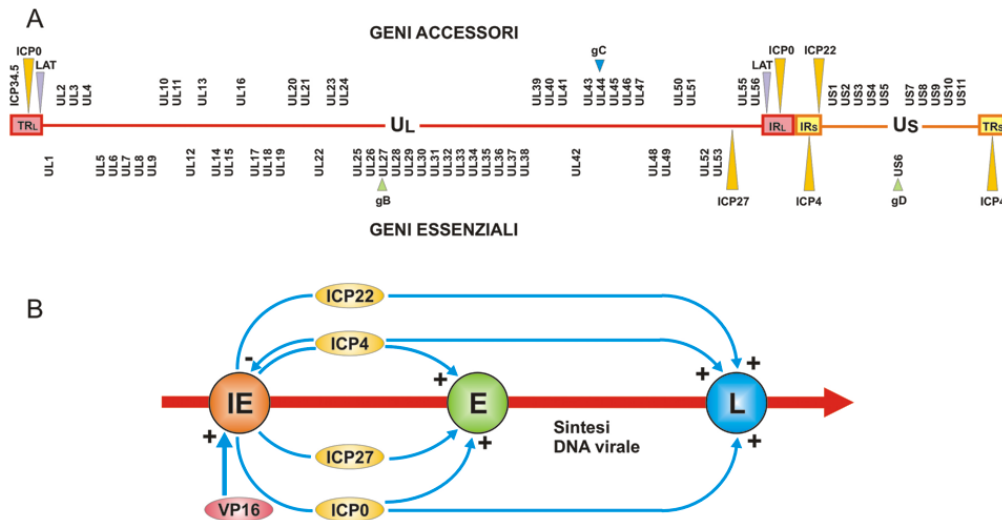 A
GENI ACCESSORI
ICP34.5
ICP0
LAT
UL2
UL3
UL4
UL10
UL11
UL13
UL16
UL20
UL21
UL23
UL24
UL39
UL40
UL41
gC
UL43
UL44
UL45
UL46
UL47
UL50
UL51
UL55
UL56
LAT
ICP0
ICP22
US1
US2
US3
US4
US5
US7
US8
US9
US10
US11
TRL
UL
IRL
IRS
US
TRS
UL1
UL5
UL6
UL7
UL8
UL9
UL12
UL14
UL15
UL17
UL18
UL19
UL22
UL25
UL26
UL27
UL28
UL29
UL30
UL31
UL32
UL33
UL34
UL35
UL36
UL37
UL38
UL42
UL48
UL49
UL52
UL53
US6
gB
ICP27
ICP4
gD
ICP4
GENI ESSENZIALI
B
ICP22
ICP4
- + + +
IE E L
+ + +
Sintesi
DNA virale
ICP27
VP16
ICP0